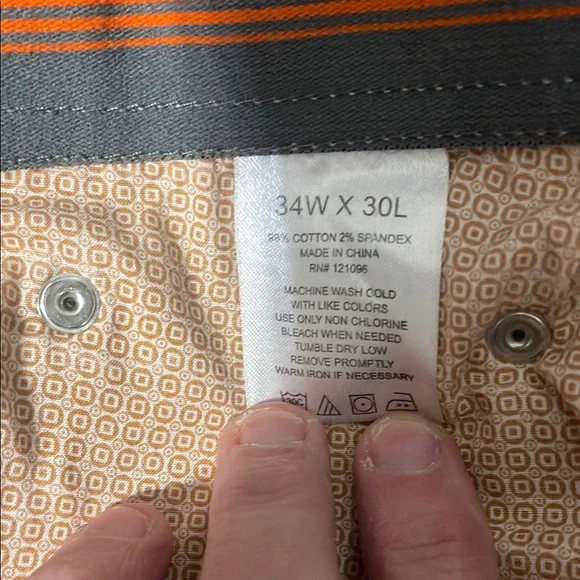 34W X 30L
98% COTTON 2% SPANDEX
MADE IN CHINA
RN# 121096
MACHINE WASH COLD
WITH LIKE COLORS
USE ONLY NON CHLORINE
BLEACH WHEN NEEDED
TUMBLE DRY LOW
REMOVE PROMPTLY
WARM IRON IF NECESSARY